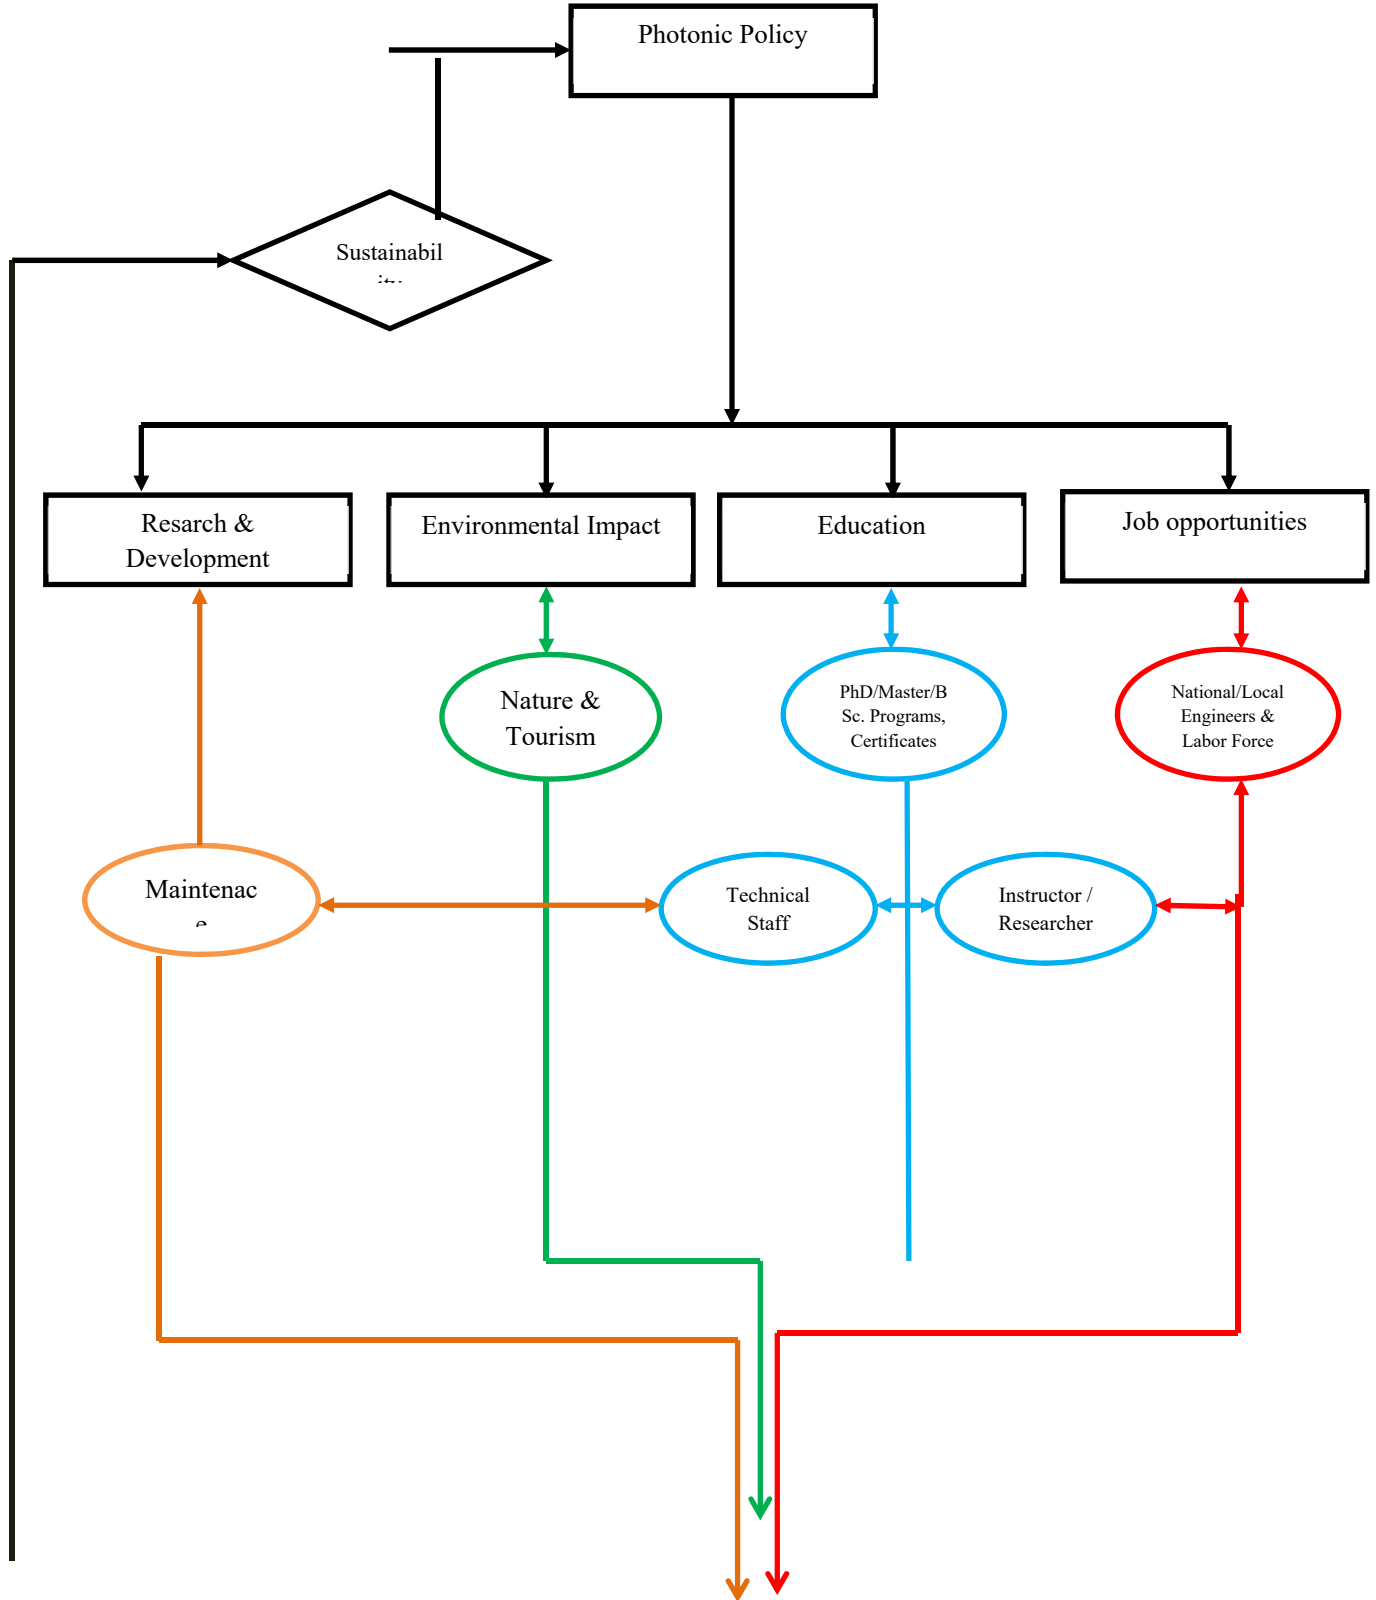 Photonic Policy
Sustainabil
ity
Resarch &
Development
Environmental Impact
Education
Job opportunities
Nature &
Tourism
PhD/Master/B
Sc. Programs,
Certificates
National/Local
Engineers &
Labor Force
Maintenac
e
Technical
Staff
Instructor /
Researcher